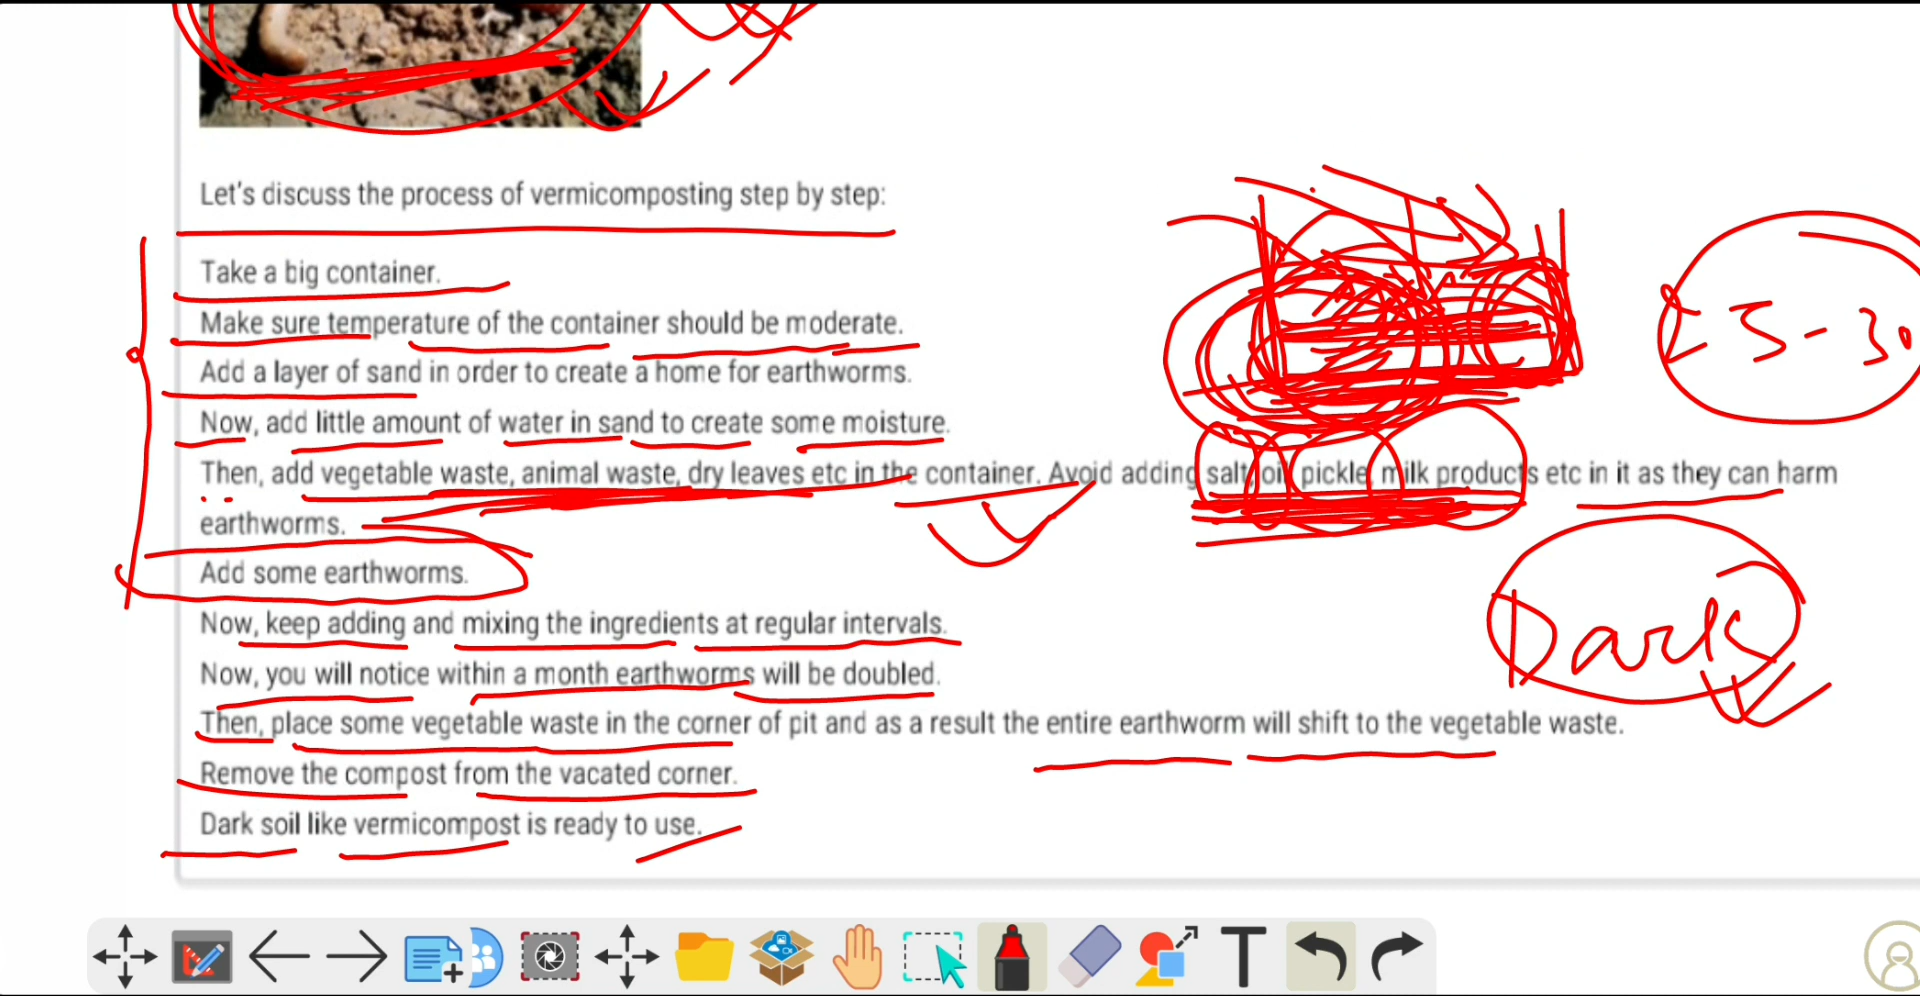 Let's discuss the process of vermicomposting step by step:
Take a big container.
Make sure temperature of the container should be moderate.
Add a layer of sand in order to create a home for earthworms.
Now, add little amount of water in sand to create some moisture.
Then, add vegetable waste, animal waste, dry leaves etc in the container. Avoid adding salt, oil, pickle, milk products etc in it as they can harm
earthworms.
Add some earthworms.
Now, keep adding and mixing the ingredients at regular intervals.
Dark
Now, you will notice within a month earthworms will be doubled.
Then, place some vegetable waste in the corner of pit and as a result the entire earthworm will shift to the vegetable waste.
Remove the compost from the vacated corner.
Dark soil like vermicompost is ready to use.
T